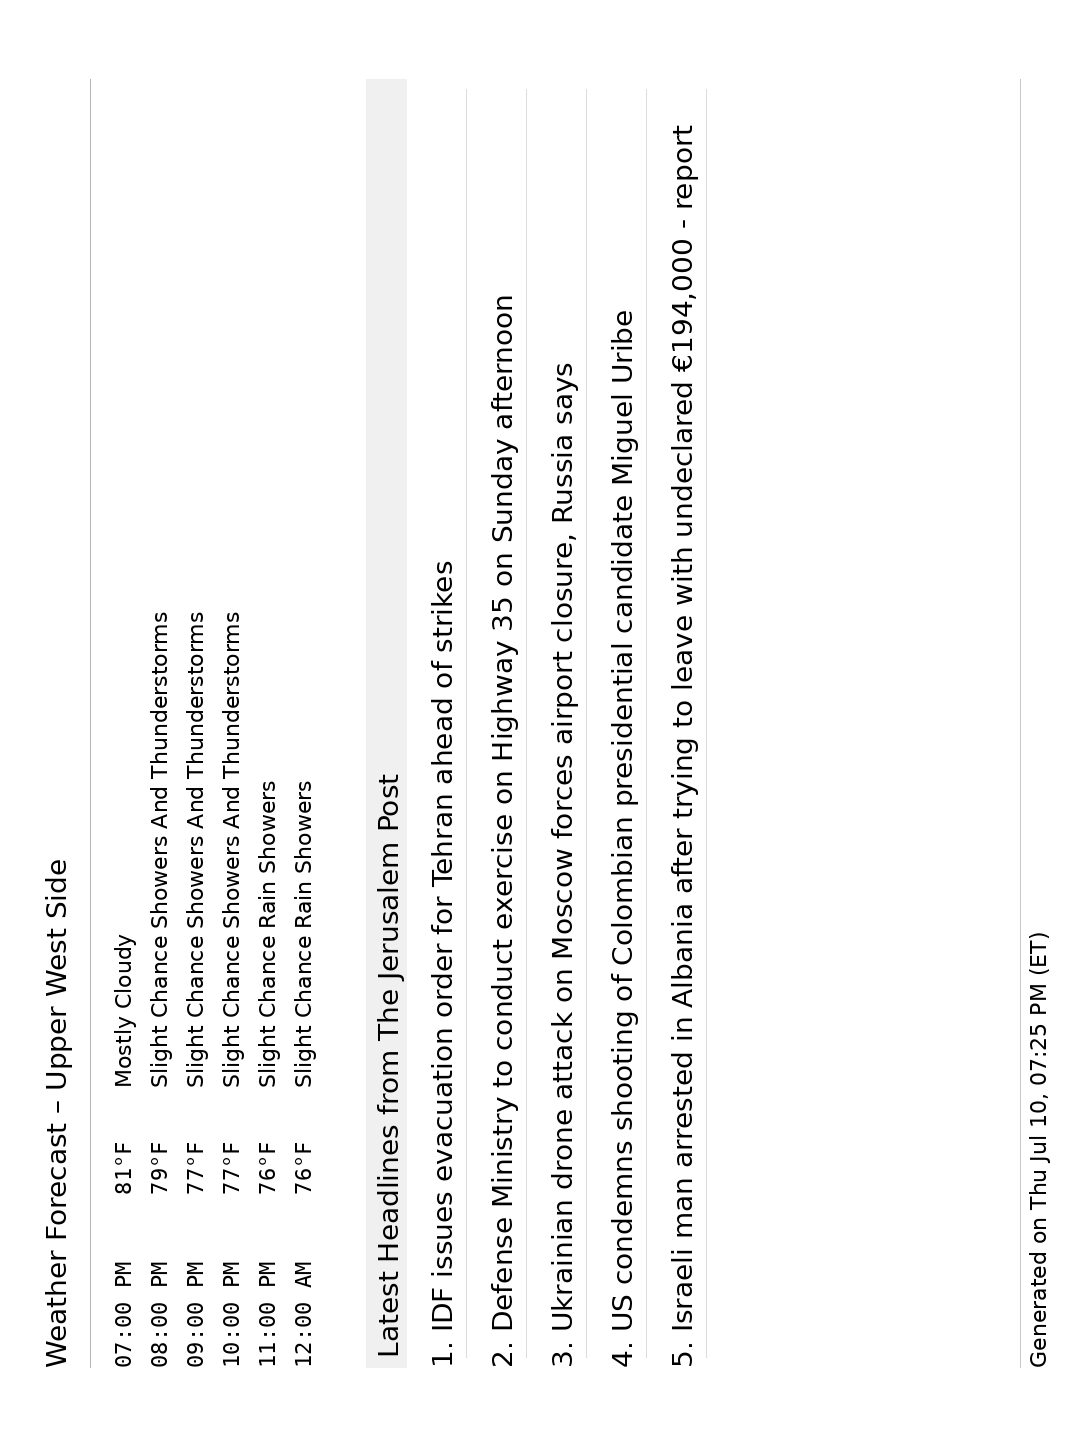 Weather Forecast – Upper West Side
07:00 PM 81°F Mostly Cloudy
08:00 PM 79°F Slight Chance Showers And Thunderstorms
09:00 PM 77°F Slight Chance Showers And Thunderstorms
10:00 PM 77°F Slight Chance Showers And Thunderstorms
11:00 PM 76°F Slight Chance Rain Showers
12:00 AM 76°F Slight Chance Rain Showers
Latest Headlines from The Jerusalem Post
1. IDF issues evacuation order for Tehran ahead of strikes
2. Defense Ministry to conduct exercise on Highway 35 on Sunday afternoon
3. Ukrainian drone attack on Moscow forces airport closure, Russia says
4. US condemns shooting of Colombian presidential candidate Miguel Uribe
5. Israeli man arrested in Albania after trying to leave with undeclared €194,000 - report
Generated on Thu Jul 10, 07:25 PM (ET)